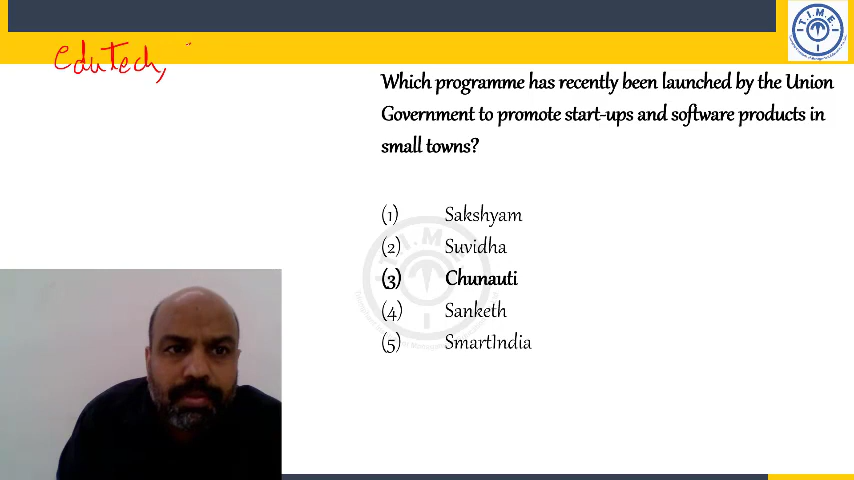 EduTech,
T.I.M.E.
Which programme has recently been launched by the Union
Government to promote start-ups and software products in
small towns?
(1) Sakshyam
(2) Suvidha
(3) Chunauti
(4) Sanketh
(5) SmartIndia